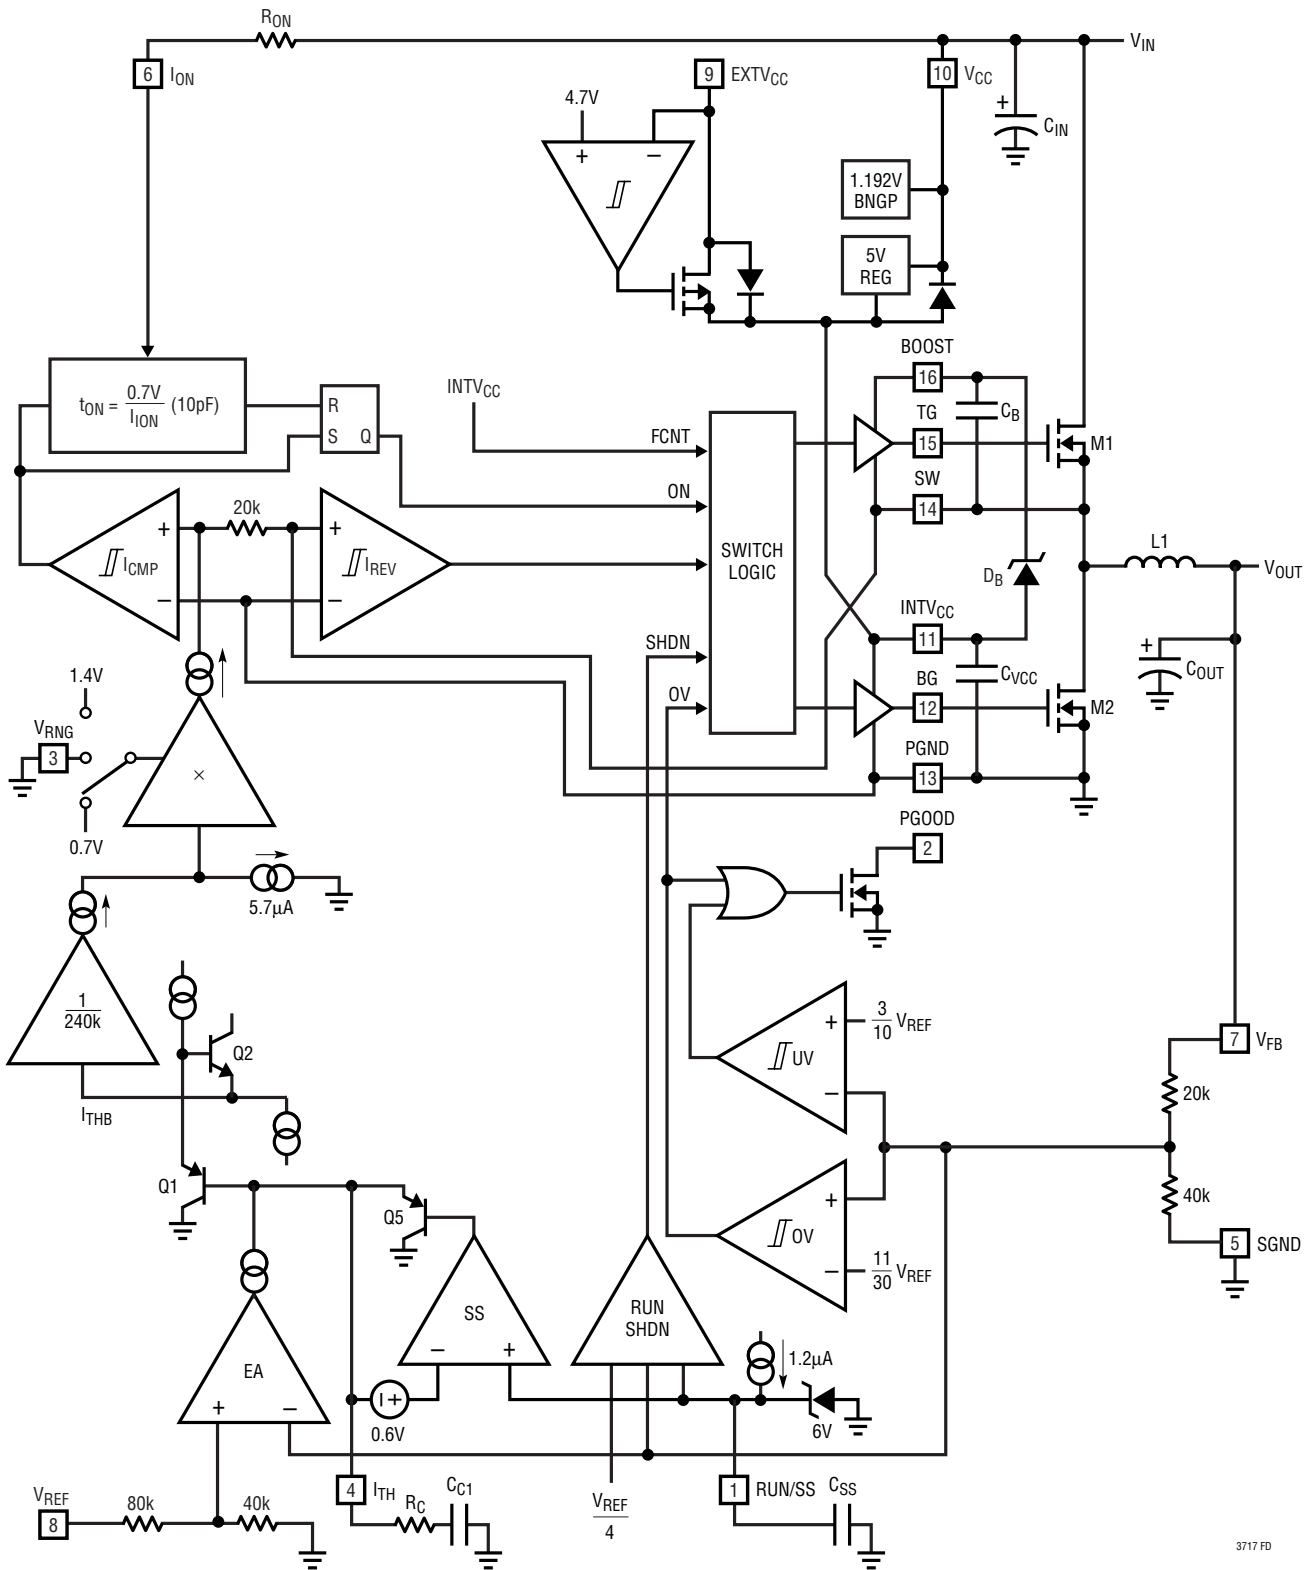 RON
VIN
6 ION
9 EXTVCC
10 VCC
4.7V
+
CIN
+ −
1.192V
BNGP
5V
REG
BOOST
16
tON = 0.7V / IION (10pF)
R
S Q
INTVCC
FCNT
CB
TG
15
M1
ON
SW
14
20k
+
ICMP
−
+
IREV
−
SWITCH
LOGIC
L1
VOUT
DB
INTVCC
11
SHDN
+
COUT
CVCC
1.4V
OV
BG
12
M2
VRNG
3
×
PGND
13
0.7V
PGOOD
2
5.7µA
1
240k
3/10 VREF
+
UV
−
Q2
7 VFB
ITHB
20k
Q1
Q5
+
OV
−
40k
11/30 VREF
5 SGND
SS
− +
RUN
SHDN
1.2µA
EA
+ −
+
0.6V
6V
VREF
8
80k
40k
4 ITH
RC
CC1
VREF
4
1 RUN/SS
CSS
3717 FD